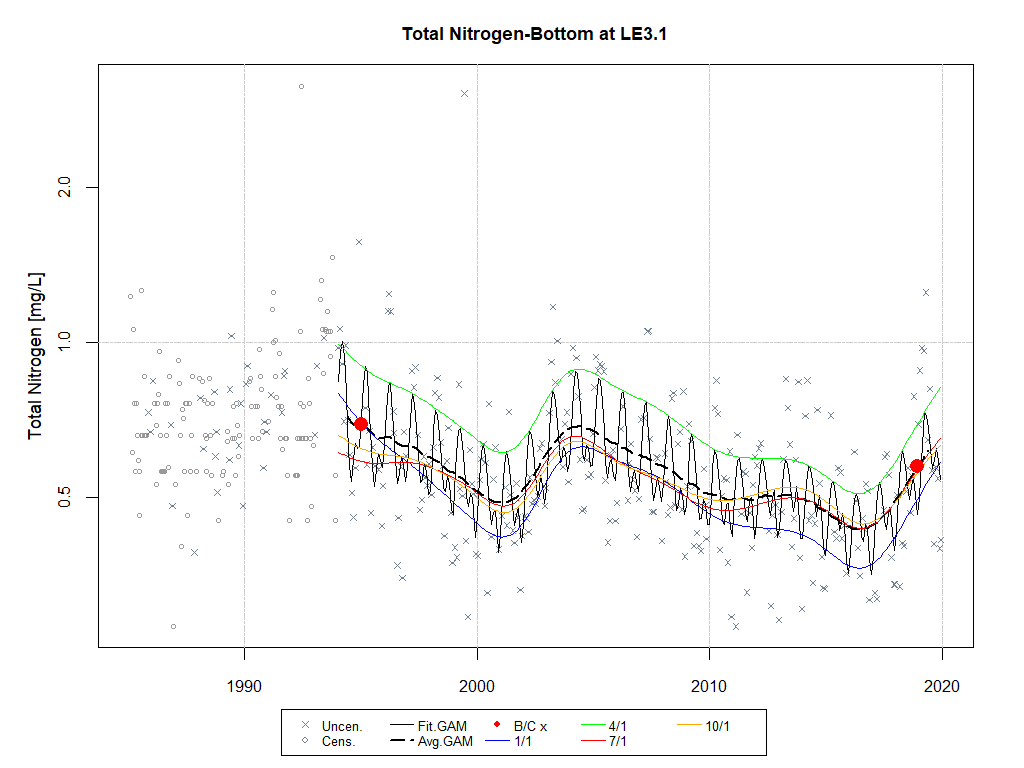 Total Nitrogen-Bottom at LE3.1
Total Nitrogen [mg/L]
2.0
1.0
0.5
1990 2000 2010 2020
Uncen. Fit.GAM B/C x 4/1 10/1
Cens. Avg.GAM 1/1 7/1